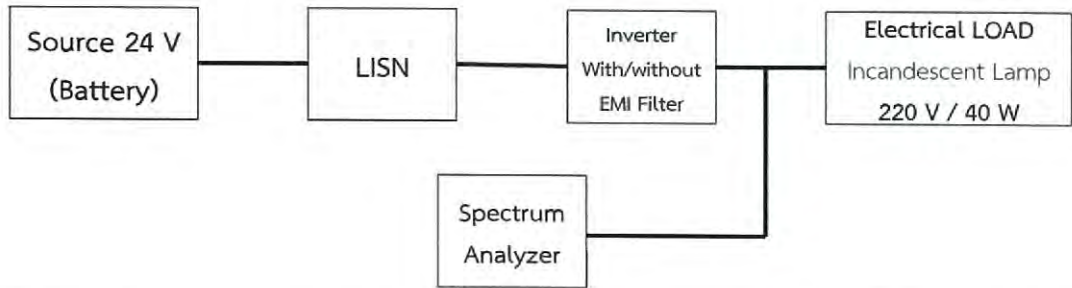 Source 24 V
(Battery)
LISN
Inverter
With/without
EMI Filter
Electrical LOAD
Incandescent Lamp
220 V / 40 W
Spectrum
Analyzer